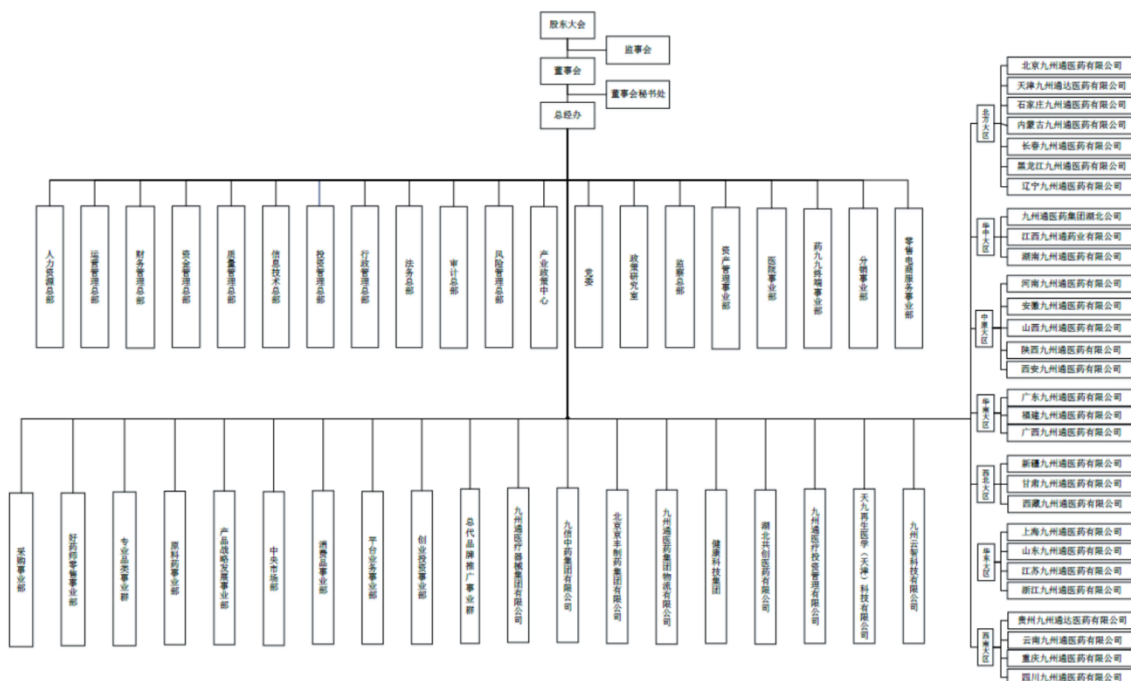 股东大会
监事会
董事会
董事会秘书处
总经办
人力资源总部
运营管理总部
财务管理总部
资金管理总部
质量管理总部
信息技术总部
投资管理总部
行政管理总部
法务总部
审计总部
风险管理总部
产业政策中心
党委
政策研究室
监察总部
资产管理事业部
医院事业部
药九九终端事业部
分销事业部
零售电商服务事业部
采购事业部
好药师零售事业部
专业品类事业群
原料药事业部
产品战略发展事业部
中央市场部
消费品事业部
平台业务事业部
创业投资事业部
总代品牌推广事业群
九州通医疗器械集团有限公司
九信中药集团有限公司
北京京丰制药集团有限公司
九州通医药集团物流有限公司
健康科技集团
湖北共创医药有限公司
九州通医疗投资管理有限公司
天九再生医学（天津）科技有限公司
九州云智科技有限公司
北方大区
北京九州通医药有限公司
天津九州通达医药有限公司
石家庄九州通医药有限公司
内蒙古九州通医药有限公司
长春九州通医药有限公司
黑龙江九州通医药有限公司
辽宁九州通医药有限公司
华中大区
九州通医药集团湖北公司
江西九州通药业有限公司
湖南九州通医药有限公司
中原大区
河南九州通医药有限公司
安徽九州通医药有限公司
山西九州通医药有限公司
陕西九州通医药有限公司
西安九州通医药有限公司
华南大区
广东九州通医药有限公司
福建九州通医药有限公司
广西九州通医药有限公司
西北大区
新疆九州通医药有限公司
甘肃九州通医药有限公司
西藏九州通医药有限公司
华东大区
上海九州通医药有限公司
山东九州通医药有限公司
江苏九州通医药有限公司
浙江九州通医药有限公司
西南大区
贵州九州通达医药有限公司
云南九州通医药有限公司
重庆九州通医药有限公司
四川九州通医药有限公司